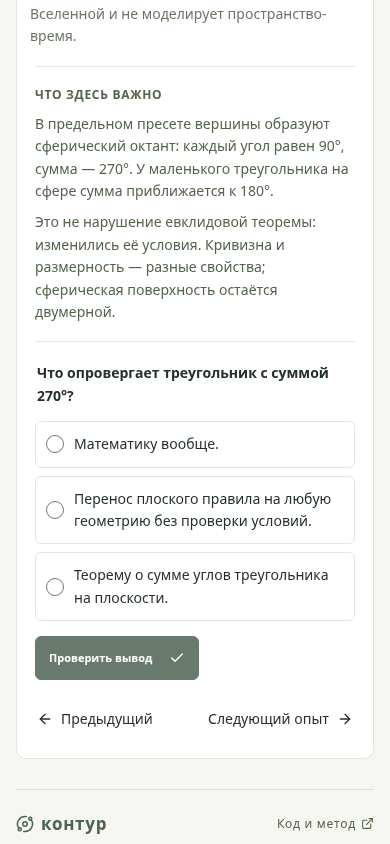 Вселенной и не моделирует пространство-
время.
ЧТО ЗДЕСЬ ВАЖНО
В предельном пресете вершины образуют
сферический октант: каждый угол равен 90°,
сумма — 270°. У маленького треугольника на
сфере сумма приближается к 180°.
Это не нарушение евклидовой теоремы:
изменились её условия. Кривизна и
размерность — разные свойства;
сферическая поверхность остаётся
двумерной.
Что опровергает треугольник с суммой
270°?
Математику вообще.
Перенос плоского правила на любую
геометрию без проверки условий.
Теорему о сумме углов треугольника
на плоскости.
Проверить вывод
Предыдущий
Следующий опыт
контур
Код и метод